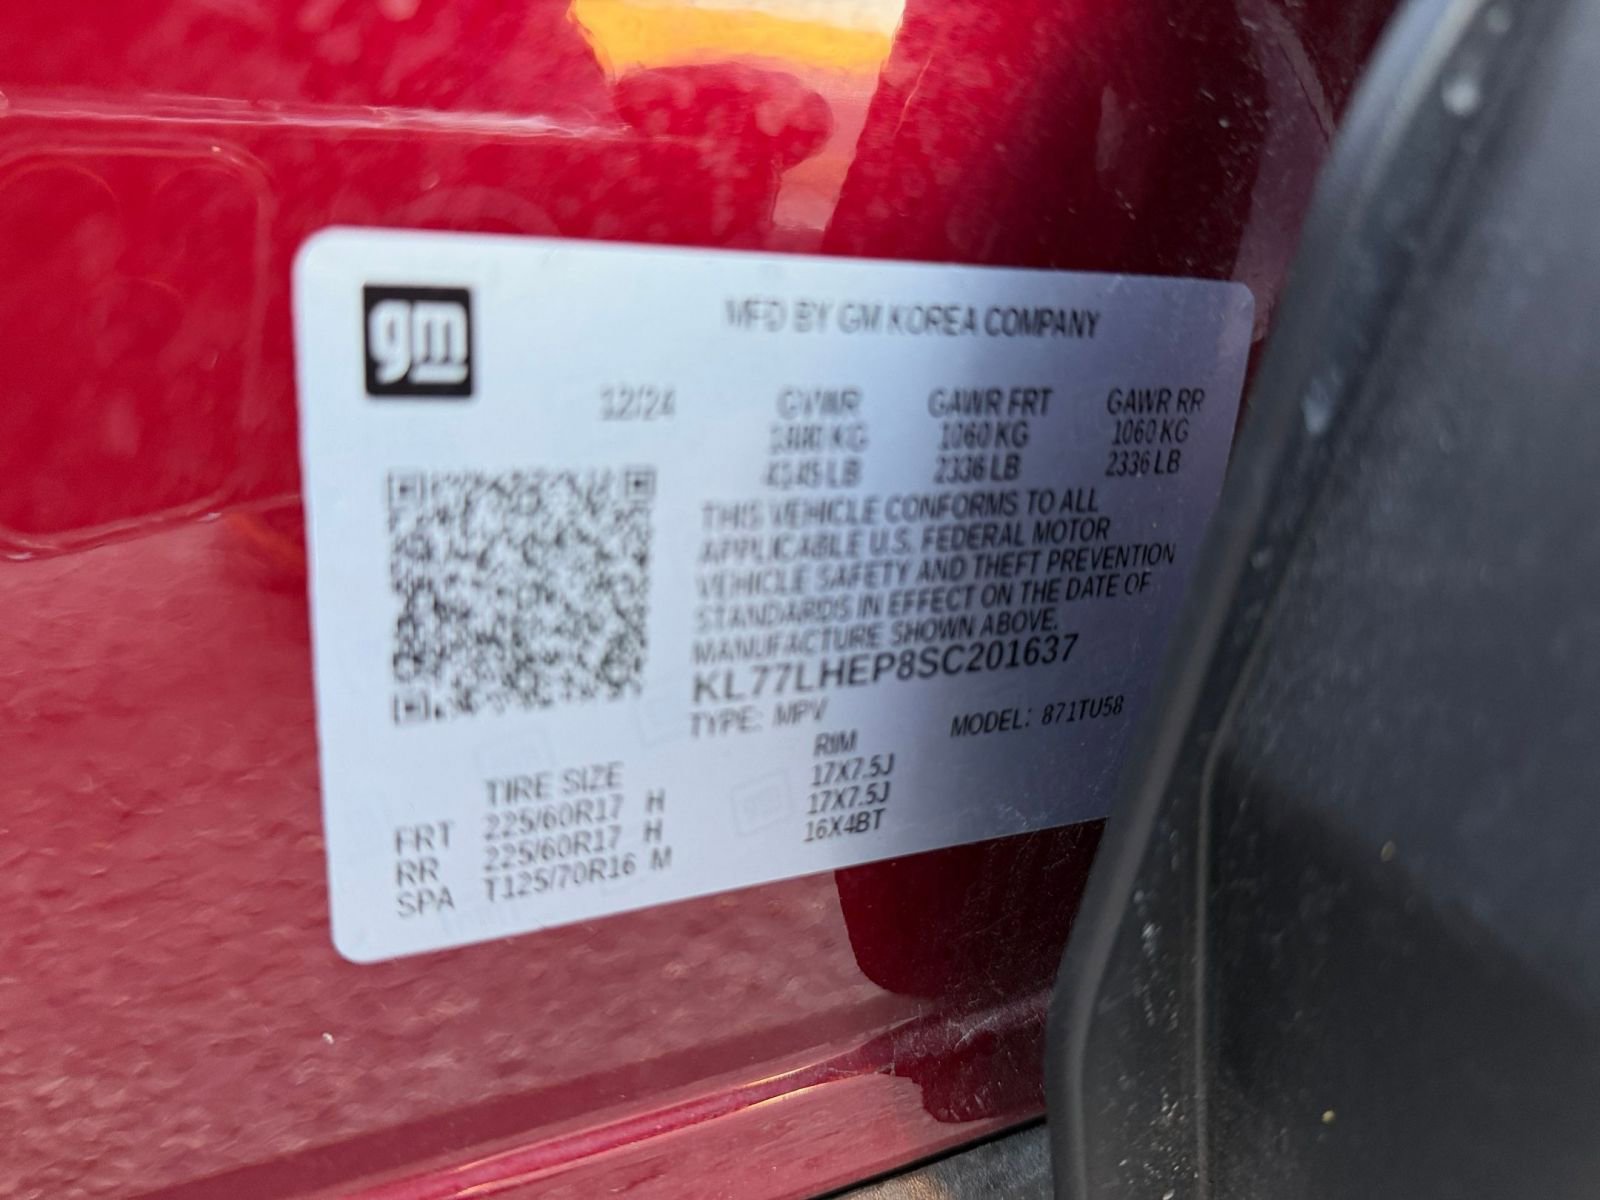 gm
MFD BY GM KOREA COMPANY
12/24 GVWR GAWR FRT GAWR RR
KG 1060 KG 1060 KG
LB 2336 LB 2336 LB
THIS VEHICLE CONFORMS TO ALL
APPLICABLE U.S. FEDERAL MOTOR
VEHICLE SAFETY AND THEFT PREVENTION
STANDARDS IN EFFECT ON THE DATE OF
MANUFACTURE SHOWN ABOVE.
KL77LHEP8SC201637
TYPE: MPV MODEL: 871TU58
TIRE SIZE RIM
FRT 225/60R17 H 17X7.5J
RR 225/60R17 H 17X7.5J
SPA T125/70R16 M 16X4BT